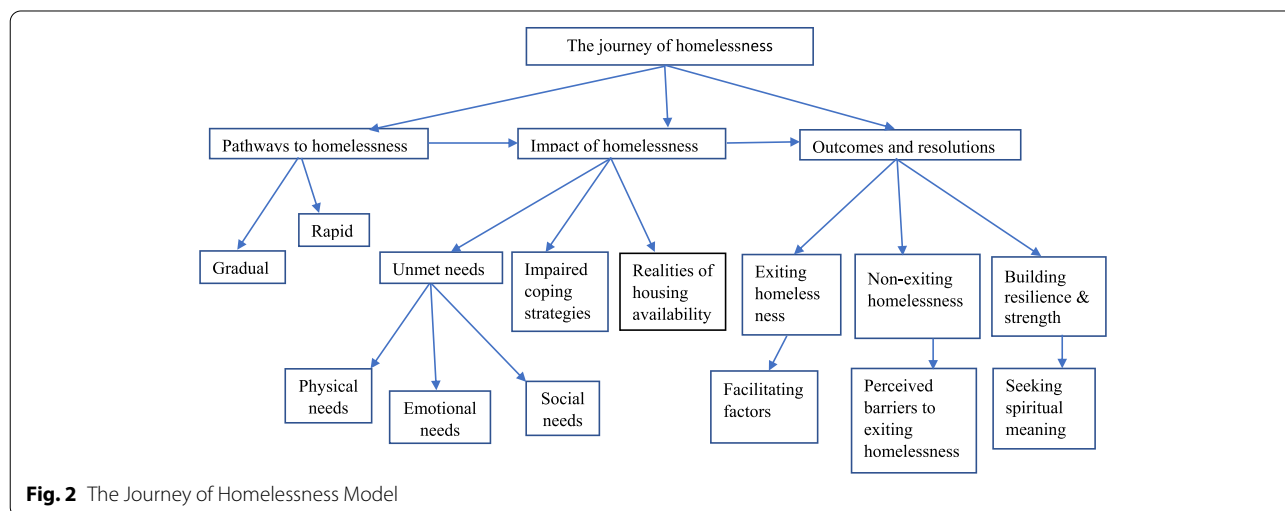 The journey of homelessness
Pathways to homelessness
Impact of homelessness
Outcomes and resolutions
Rapid
Gradual
Unmet needs
Impaired
coping
strategies
Realities of
housing
availability
Exiting
homeless
ness
Non-exiting
homelessness
Building
resilience &
strength
Physical
needs
Emotional
needs
Social
needs
Facilitating
factors
Perceived
barriers to
exiting
homelessness
Seeking
spiritual
meaning
Fig. 2 The Journey of Homelessness Model